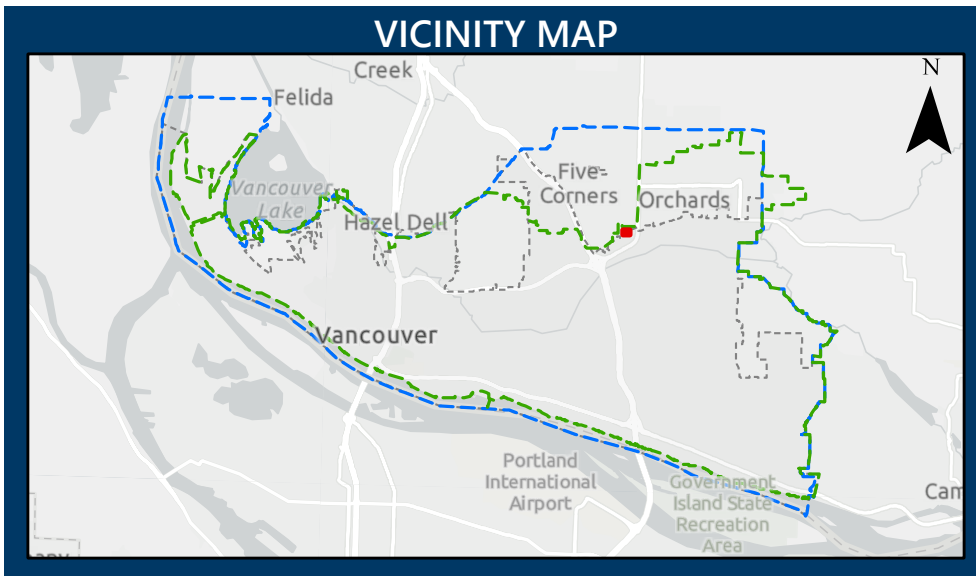 VICINITY MAP
N
Creek
Felida
Five
Corners
Vancouver
Lake
Orchards
Hazel Dell
Vancouver
Portland
International
Airport
Government
Island State
Recreation
Area
Cam